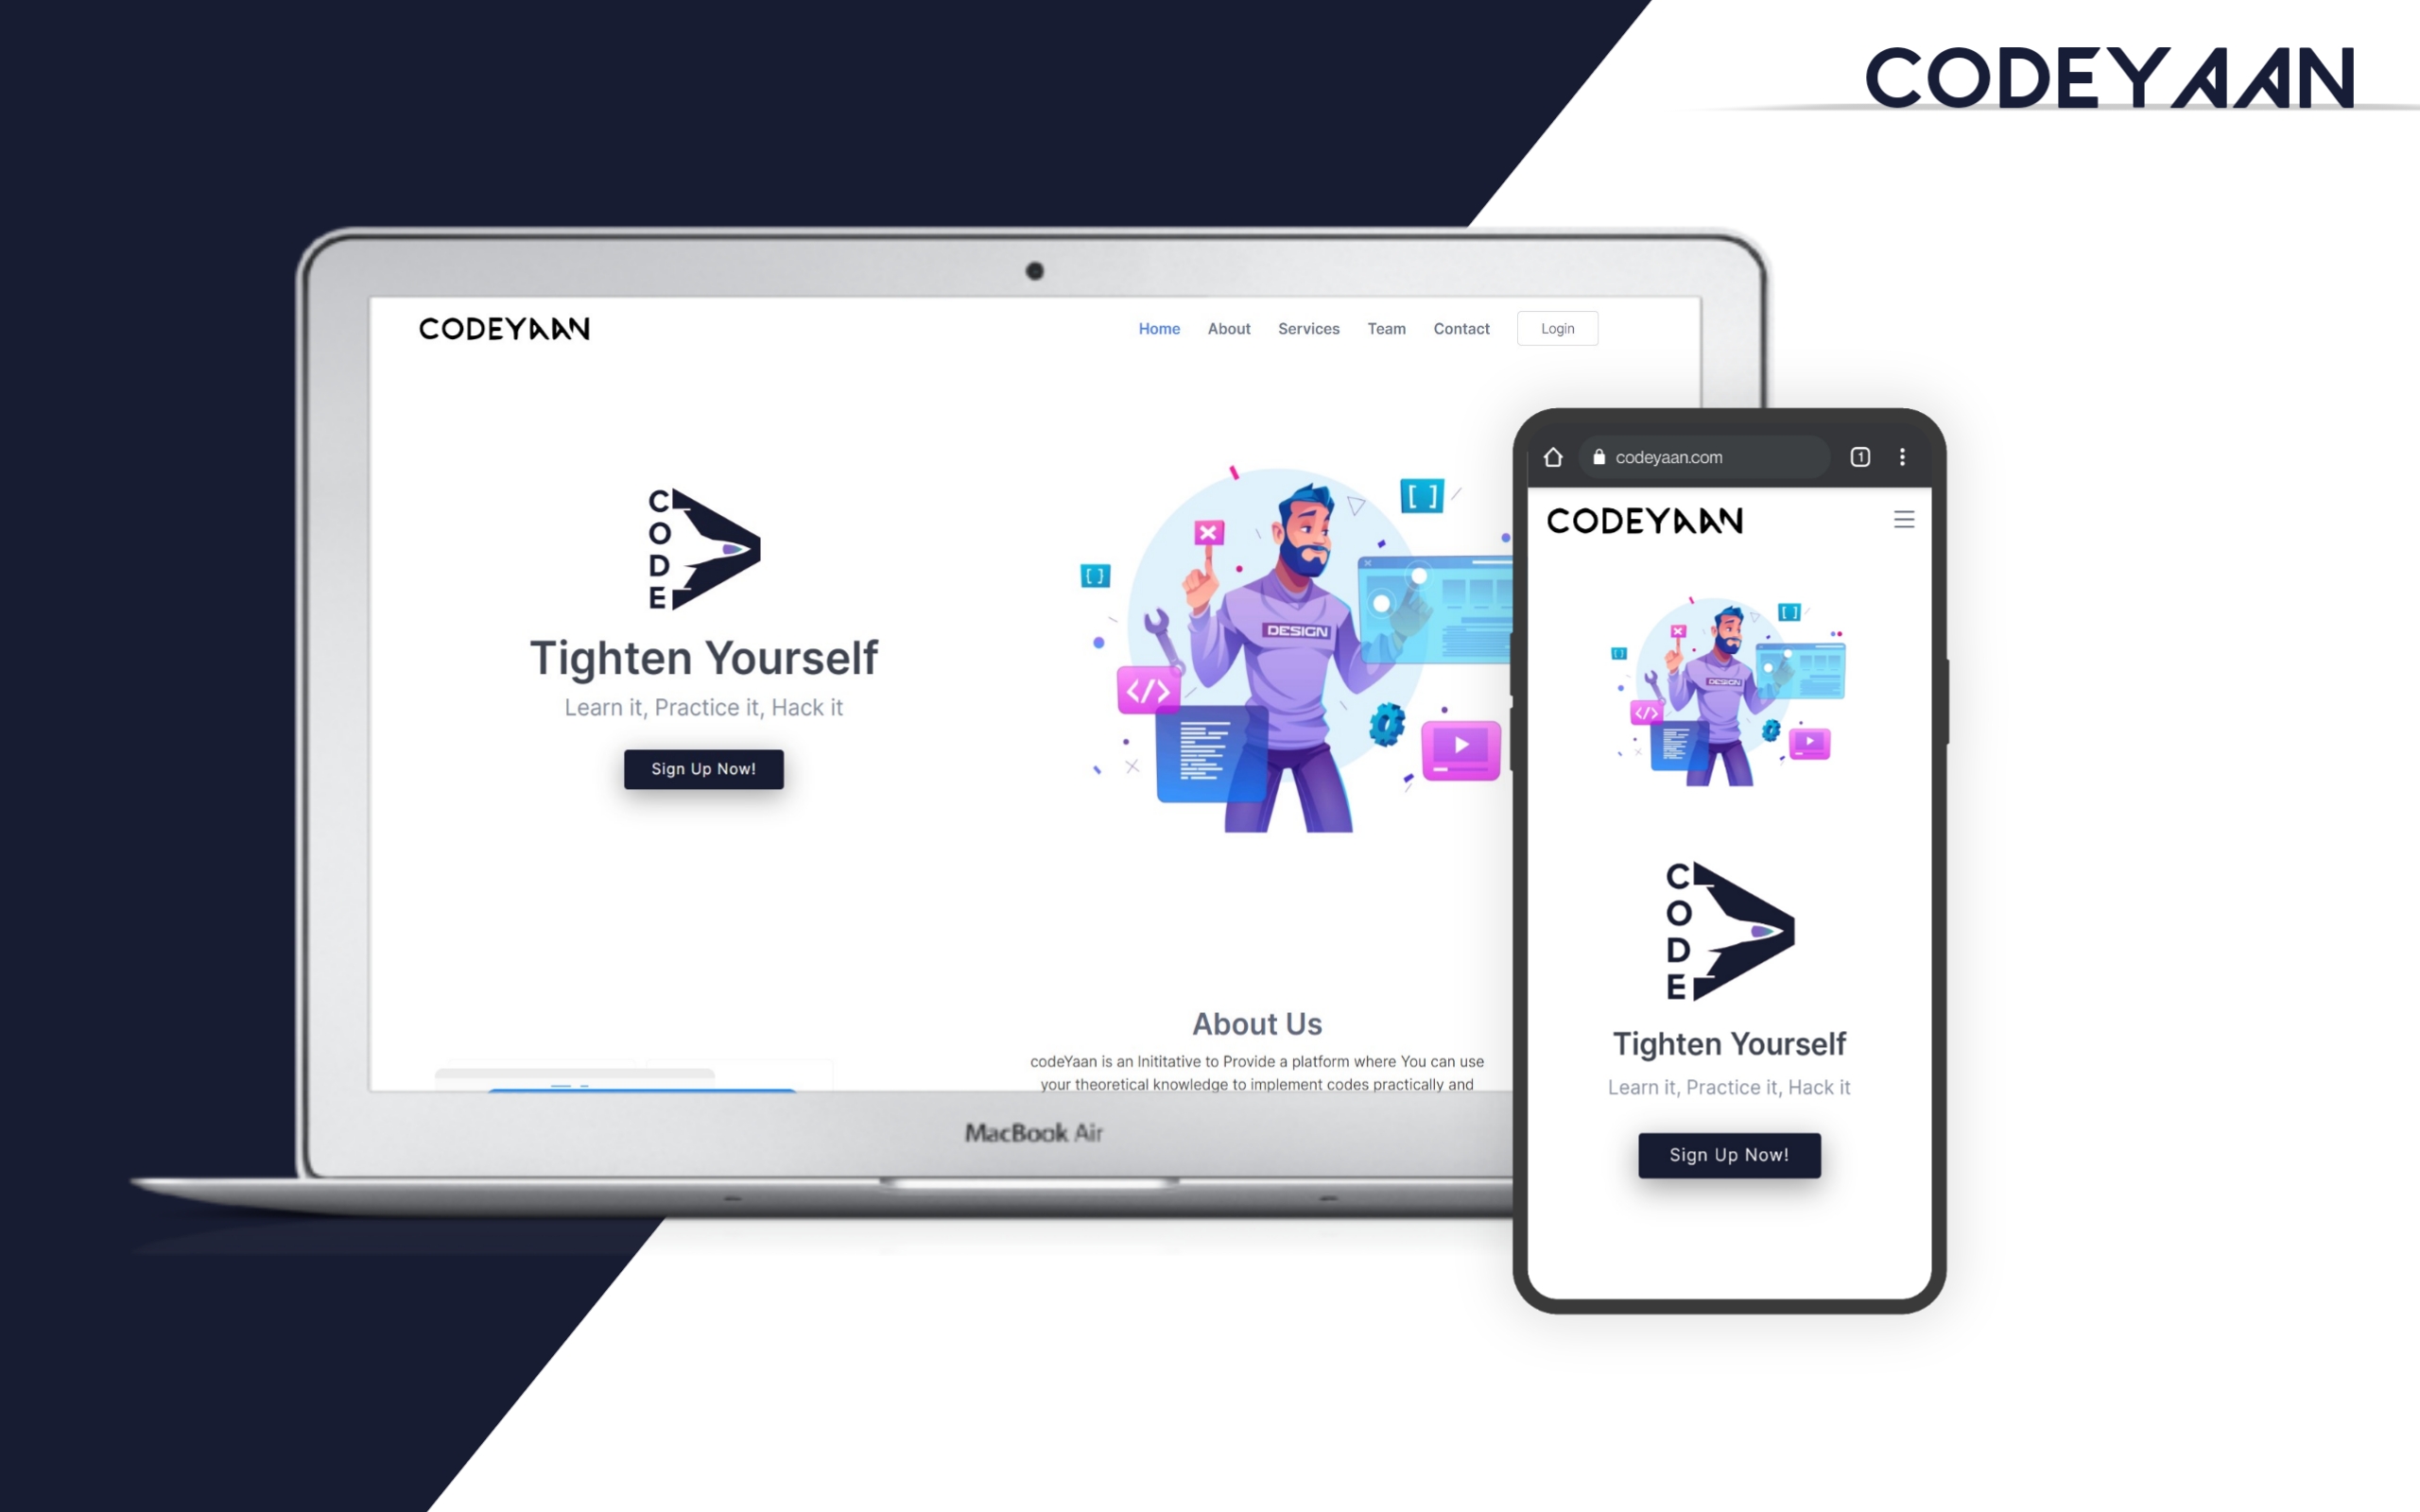 CODEYAAN
CODEYAAN
Home About Services Team Contact Login
CODE
Tighten Yourself
Learn it, Practice it, Hack it
Sign Up Now!
[ ]
{ }
DESIGN
</>
About Us
codeYaan is an Inititative to Provide a platform where You can use
your theoretical knowledge to implement codes practically and
MacBook Air
codeyaan.com
1
CODEYAAN
[ ]
{ }
DESIGN
</>
CODE
Tighten Yourself
Learn it, Practice it, Hack it
Sign Up Now!